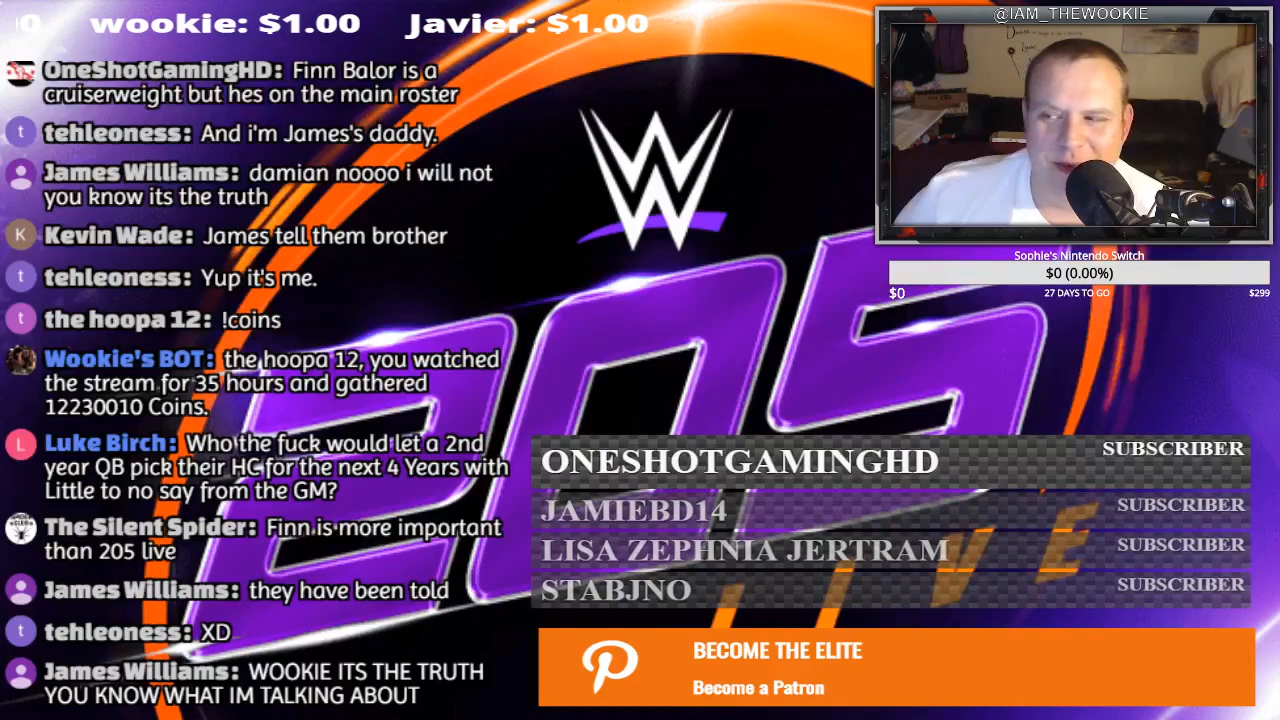 wookie: $1.00 Javier: $1.00
OneShotGamingHD: Finn Balor is a
cruiserweight but hes on the main roster
tehleoness: And i'm James's daddy.
James Williams: damian noooo i will not
you know its the truth
Kevin Wade: James tell them brother
tehleoness: Yup it's me.
the hoopa 12: !coins
Wookie's BOT: the hoopa 12, you watched
the stream for 35 hours and gathered
12230010 Coins.
Luke Birch: Who the fuck would let a 2nd
year QB pick their HC for the next 4 Years with
Little to no say from the GM?
The Silent Spider: Finn is more important
than 205 live
James Williams: they have been told
tehleoness: XD
James Williams: WOOKIE ITS THE TRUTH
YOU KNOW WHAT IM TALKING ABOUT
W
205
LIVE
@IAM_THEWOOKIE
Sophie's Nintendo Switch
$0 (0.00%)
$0 27 DAYS TO GO $299
ONESHOTGAMINGHD SUBSCRIBER
JAMIEBD14 SUBSCRIBER
LISA ZEPHNIA JERTRAM SUBSCRIBER
STABJNO SUBSCRIBER
BECOME THE ELITE
Become a Patron